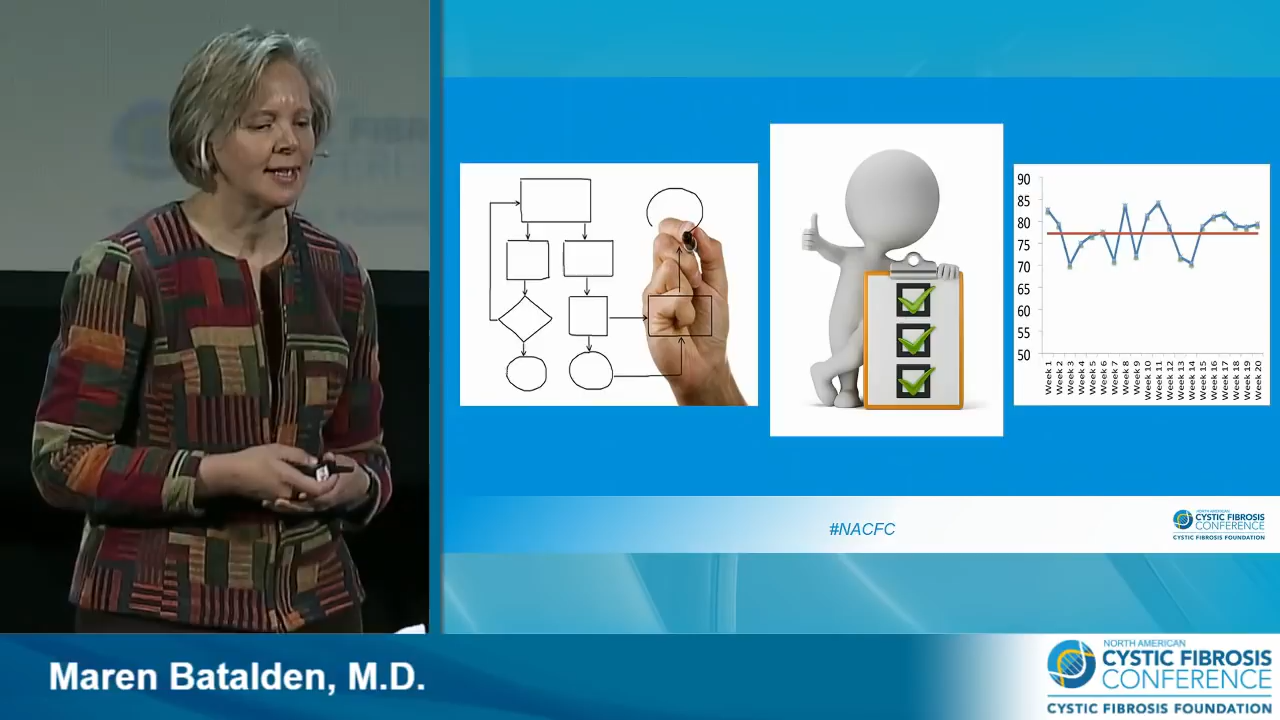 FIBR
90
85
80
75
70
65
60
55
50
Week 1
Week 2
Week 3
Week 4
Week 5
Week 6
Week 7
Week 8
Week 9
Week 10
Week 11
Week 12
Week 13
Week 14
Week 15
Week 16
Week 17
Week 18
Week 19
Week 20
#NACFC
NORTH AMERICAN
CYSTIC FIBROSIS
CONFERENCE
CYSTIC FIBROSIS FOUNDATION
Maren Batalden, M.D.
NORTH AMERICAN
CYSTIC FIBROSIS
CONFERENCE
CYSTIC FIBROSIS FOUNDATION